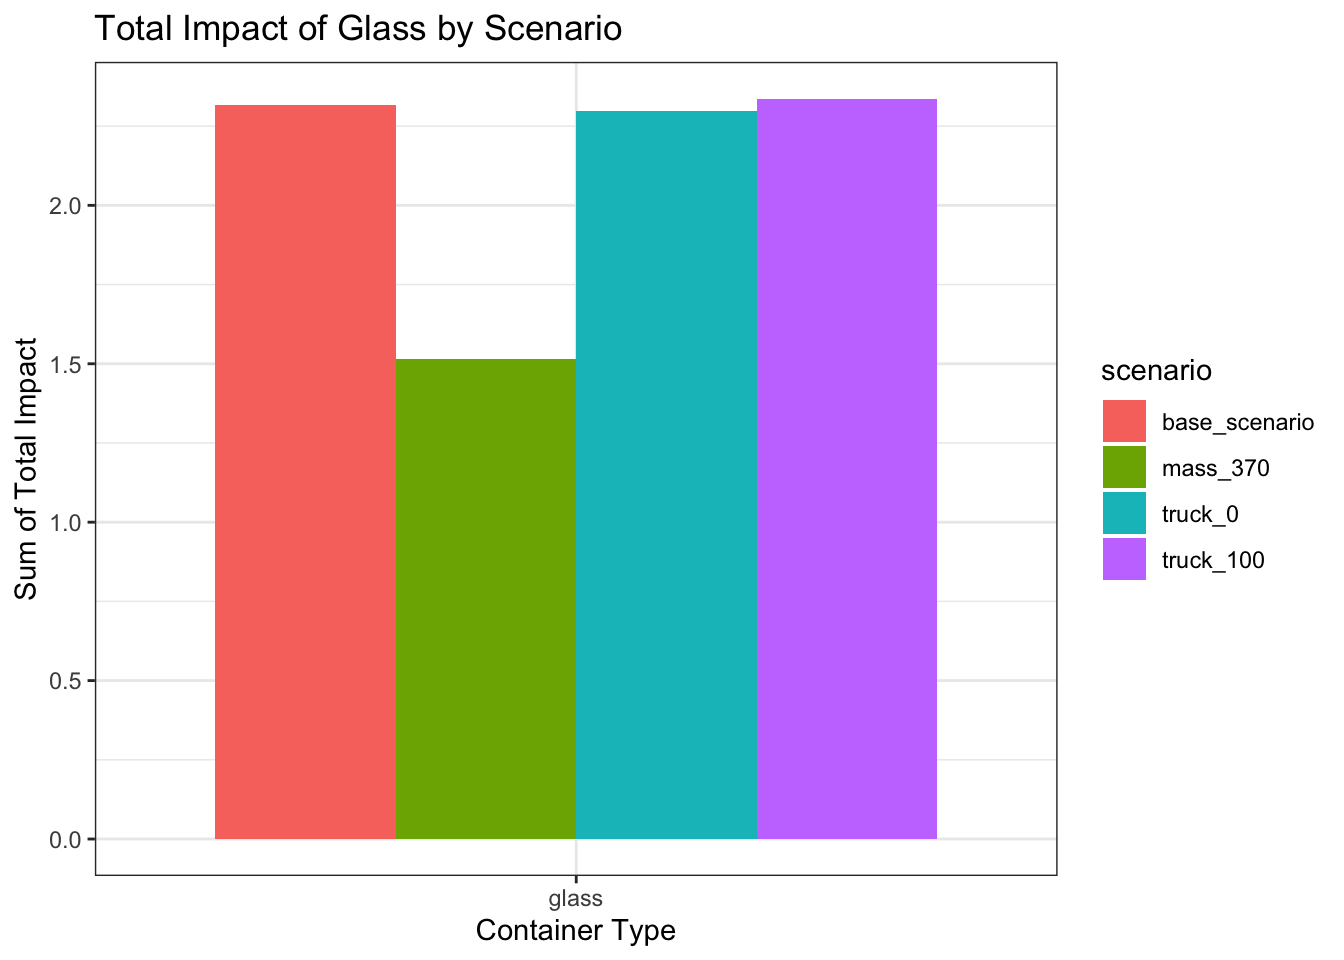 Total Impact of Glass by Scenario
Sum of Total Impact
2.0
1.5
1.0
0.5
0.0
glass
Container Type
scenario
base_scenario
mass_370
truck_0
truck_100